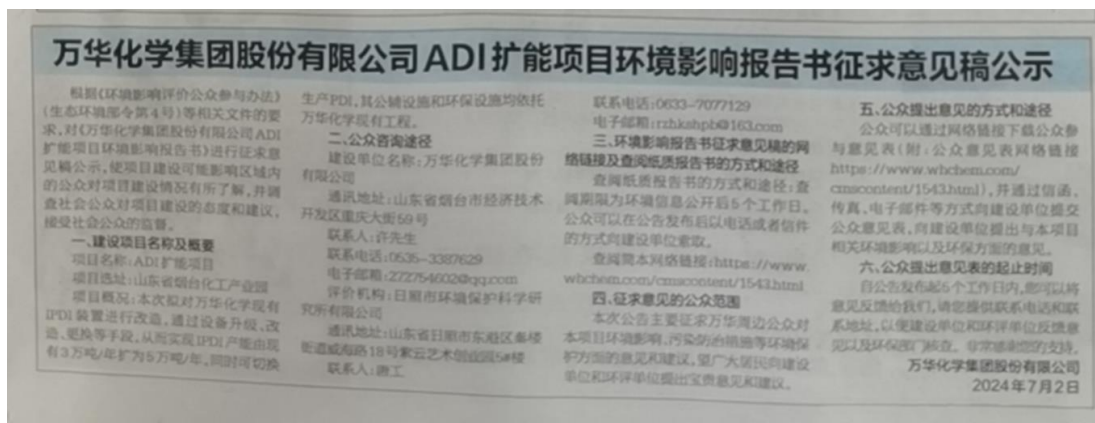 万华化学集团股份有限公司ADI扩能项目环境影响报告书征求意见稿公示
根据《环境影响评价公众参与办法》
(生态环境部令第4号)等相关文件的要
求,对《万华化学集团股份有限公司ADI
扩能项目环境影响报告书》进行征求意
见稿公示,使项目建设可能影响区域内
的公众对项目建设情况有所了解,并调
查社会公众对项目建设的态度和建议,
接受社会公众的监督。
一、建设项目名称及概要
项目名称:ADI扩能项目
项目选址:山东省烟台化工产业园
项目概况:本次拟对万华化学现有
IPDI装置进行改造,通过设备升级、改
造、更换等手段,从而实现IPDI产能由现
有3万吨/年扩为5万吨/年,同时可切换
生产PDI,其公辅设施和环保设施均依托
万华化学现有工程。
二、公众咨询途径
建设单位名称:万华化学集团股份
有限公司
通讯地址:山东省烟台市经济技术
开发区重庆大街59号
联系人:许先生
联系电话:0535-3387629
电子邮箱:272754602@qq.com
评价机构:日照市环境保护科学研
究所有限公司
通讯地址:山东省日照市东港区秦楼
街道威海路18号紫云艺术创业园5#楼
联系人:唐工
联系电话:0633-7077129
电子邮箱:rzhkshpb@163.com
三、环境影响报告书征求意见稿的网
络链接及查阅纸质报告书的方式和途径
查阅纸质报告书的方式和途径:查
阅期限为环境信息公开后5个工作日。
公众可以在公告发布后以电话或者信件
的方式向建设单位索取。
查阅简本网络链接:https://www.
whchem.com/cmscontent/1543.html
四、征求意见的公众范围
本次公告主要征求万华周边公众对
本项目环境影响、污染防治措施等环境保
护方面的意见和建议,望广大居民向建设
单位和环评单位提出宝贵意见和建议。
五、公众提出意见的方式和途径
公众可以通过网络链接下载公众参
与意见表(附:公众意见表网络链接
https://www.whchem.com/
cmscontent/1543.html),并通过信函、
传真、电子邮件等方式向建设单位提交
公众意见表,向建设单位提出与本项目
相关环境影响以及环保方面的意见。
六、公众提出意见表的起止时间
自公告发布起5个工作日内,您可以将
意见反馈给我们,请您提供联系电话和联
系地址,以便建设单位和环评单位反馈意
见以及环保部门核查。非常感谢您的支持。
万华化学集团股份有限公司
2024年7月2日